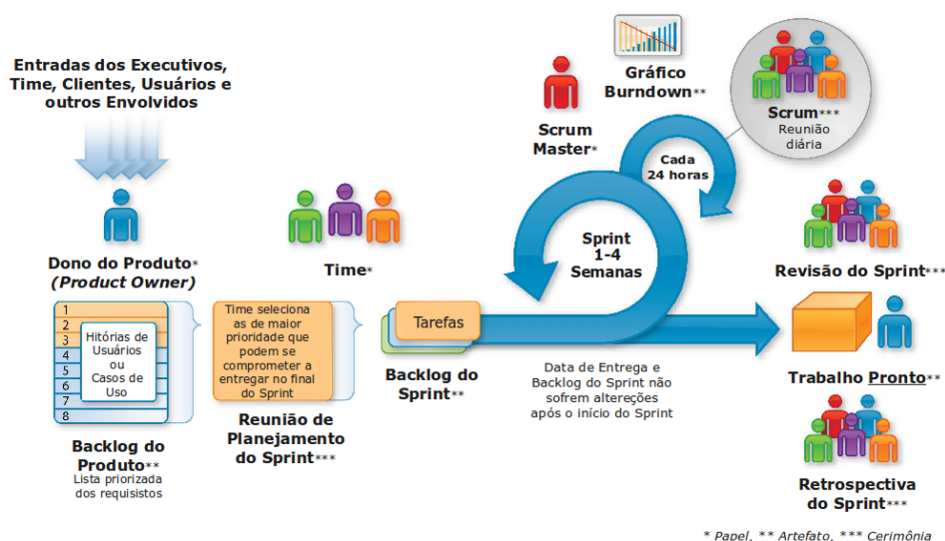 Entradas dos Executivos,
Time, Clientes, Usuários e
outros Envolvidos
Dono do Produto*
(Product Owner)
1
2
3
4
5
6
7
8
Hitórias de
Usuários
ou
Casos de
Uso
Backlog do
Produto**
Lista priorizada
dos requisistos
Time*
Time seleciona
as de maior
prioridade que
podem se
comprometer a
entregar no final
do Sprint
Reunião de
Planejamento
do Sprint***
Tarefas
Backlog do
Sprint**
Scrum
Master*
Gráfico
Burndown**
Cada
24 horas
Sprint
1-4
Semanas
Scrum***
Reunião
diária
Data de Entrega e
Backlog do Sprint não
sofrem altereções
após o início do Sprint
Revisão do Sprint***
Trabalho Pronto**
Retrospectiva
do Sprint***
* Papel, ** Artefato, *** Cerimônia